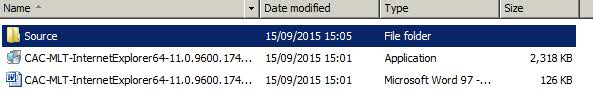 Name Date modified Type Size
Source 15/09/2015 15:05 File folder
CAC-MLT-InternetExplorer64-11.0.9600.174... 15/09/2015 15:01 Application 2,318 KB
CAC-MLT-InternetExplorer64-11.0.9600.174... 15/09/2015 15:01 Microsoft Word 97 -... 126 KB